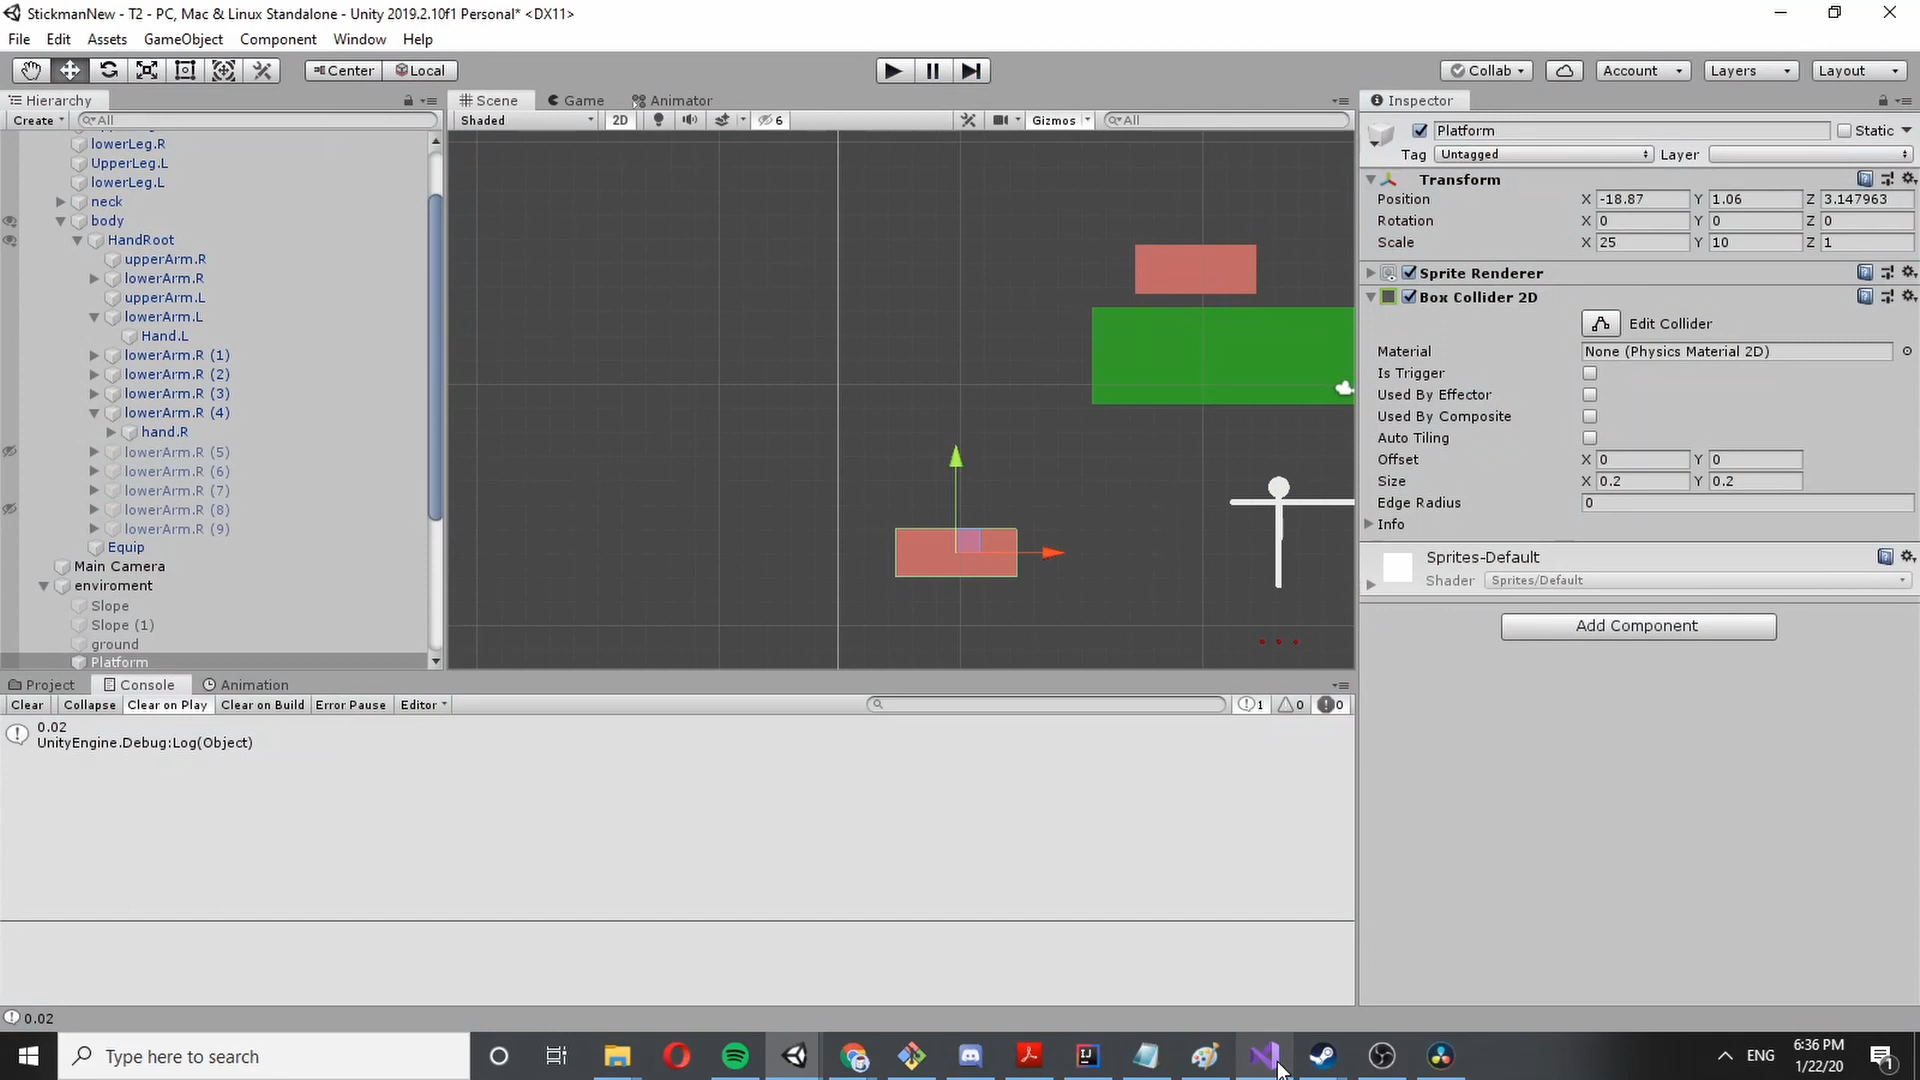 StickmanNew - T2 - PC, Mac & Linux Standalone - Unity 2019.2.10f1 Personal* <DX11>
File Edit Assets GameObject Component Window Help
Center Local Collab Account Layers Layout
Hierarchy
Create All
lowerLeg.R
UpperLeg.L
lowerLeg.L
neck
body
HandRoot
upperArm.R
lowerArm.R
upperArm.L
lowerArm.L
Hand.L
lowerArm.R (1)
lowerArm.R (2)
lowerArm.R (3)
lowerArm.R (4)
hand.R
lowerArm.R (5)
lowerArm.R (6)
lowerArm.R (7)
lowerArm.R (8)
lowerArm.R (9)
Equip
Main Camera
enviroment
Slope
Slope (1)
ground
Platform
Scene Game Animator
Shaded 2D 6 Gizmos All
Inspector
Platform Static
Tag Untagged Layer
Transform
Position X -18.87 Y 1.06 Z 3.147963
Rotation X 0 Y 0 Z 0
Scale X 25 Y 10 Z 1
Sprite Renderer
Box Collider 2D
Edit Collider
Material None (Physics Material 2D)
Is Trigger
Used By Effector
Used By Composite
Auto Tiling
Offset X 0 Y 0
Size X 0.2 Y 0.2
Edge Radius 0
Info
Sprites-Default
Shader Sprites/Default
Add Component
Project Console Animation
Clear Collapse Clear on Play Clear on Build Error Pause Editor 1 0 0
0.02
UnityEngine.Debug:Log(Object)
0.02
Type here to search
ENG
6:36 PM
1/22/20
1